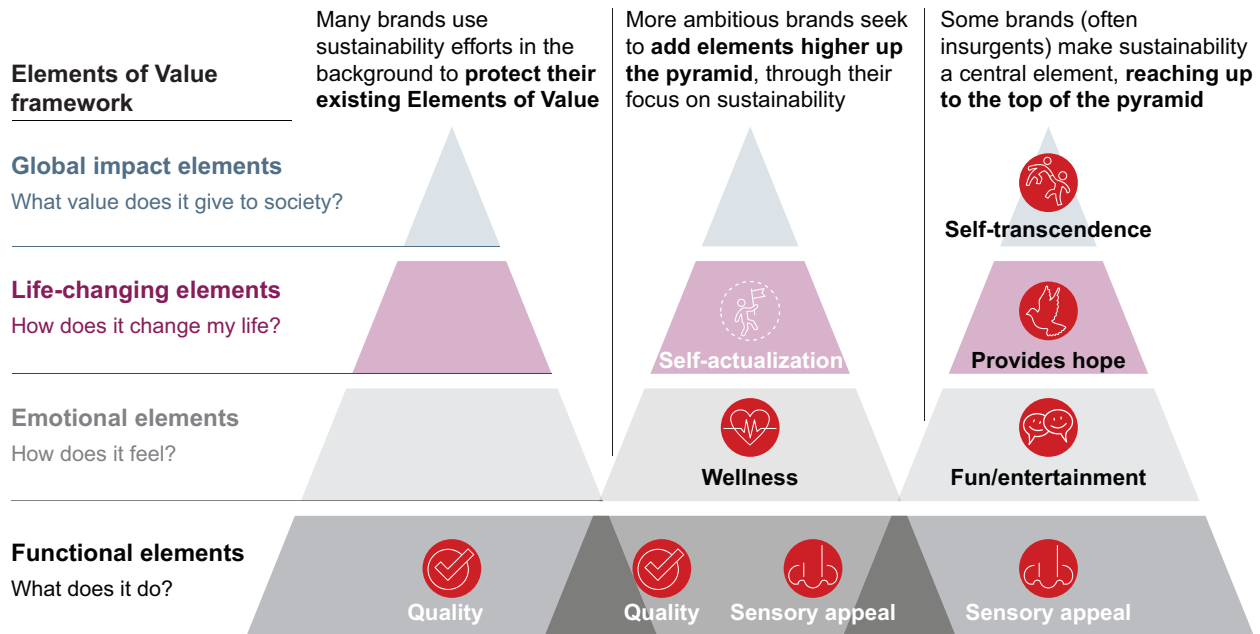 Elements of Value
framework
Many brands use
sustainability efforts in the
background to protect their
existing Elements of Value
More ambitious brands seek
to add elements higher up
the pyramid, through their
focus on sustainability
Some brands (often
insurgents) make sustainability
a central element, reaching up
to the top of the pyramid
Global impact elements
What value does it give to society?
Self-transcendence
Life-changing elements
How does it change my life?
Self-actualization
Provides hope
Emotional elements
How does it feel?
Wellness
Fun/entertainment
Functional elements
What does it do?
Quality
Quality
Sensory appeal
Sensory appeal